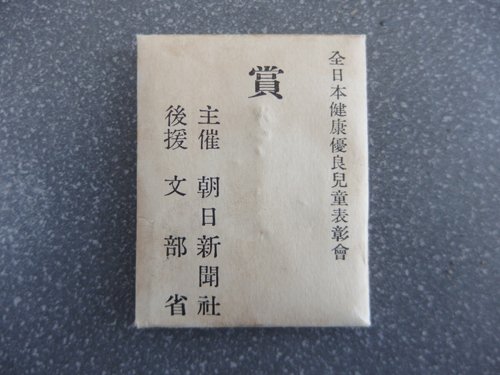 全日本健康優良兒童表彰會
賞
主催 朝日新聞社
後援 文部省